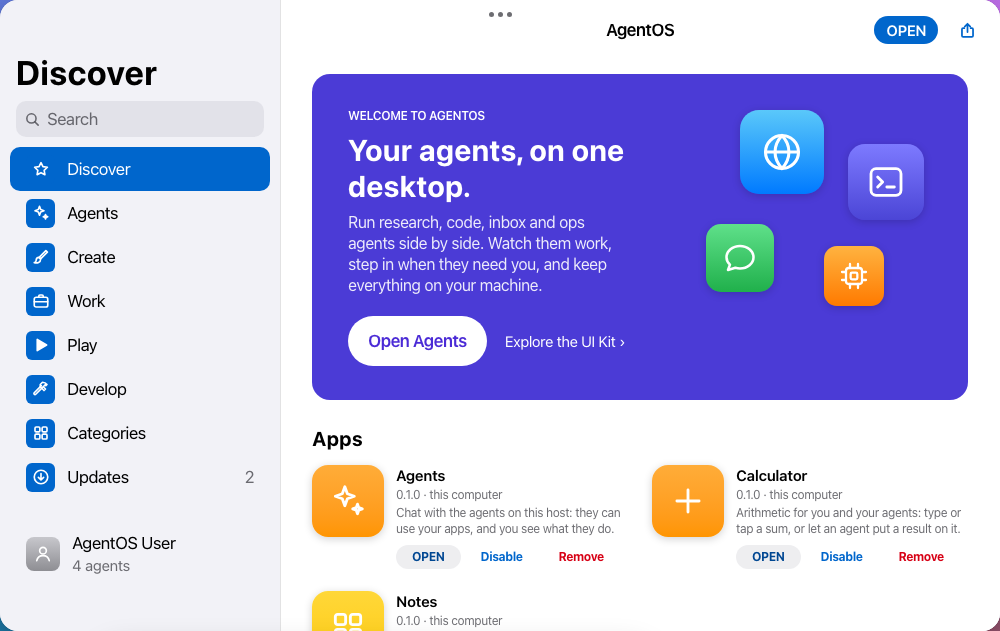 Discover
Search
Discover
Agents
Create
Work
Play
Develop
Categories
Updates 2
AgentOS User
4 agents
AgentOS
OPEN
WELCOME TO AGENTOS
Your agents, on one
desktop.
Run research, code, inbox and ops
agents side by side. Watch them work,
step in when they need you, and keep
everything on your machine.
Open Agents
Explore the UI Kit ›
Apps
Agents
0.1.0 · this computer
Chat with the agents on this host: they can
use your apps, and you see what they do.
OPEN Disable Remove
Calculator
0.1.0 · this computer
Arithmetic for you and your agents: type or
tap a sum, or let an agent put a result on it.
OPEN Disable Remove
Notes
0.1.0 · this computer